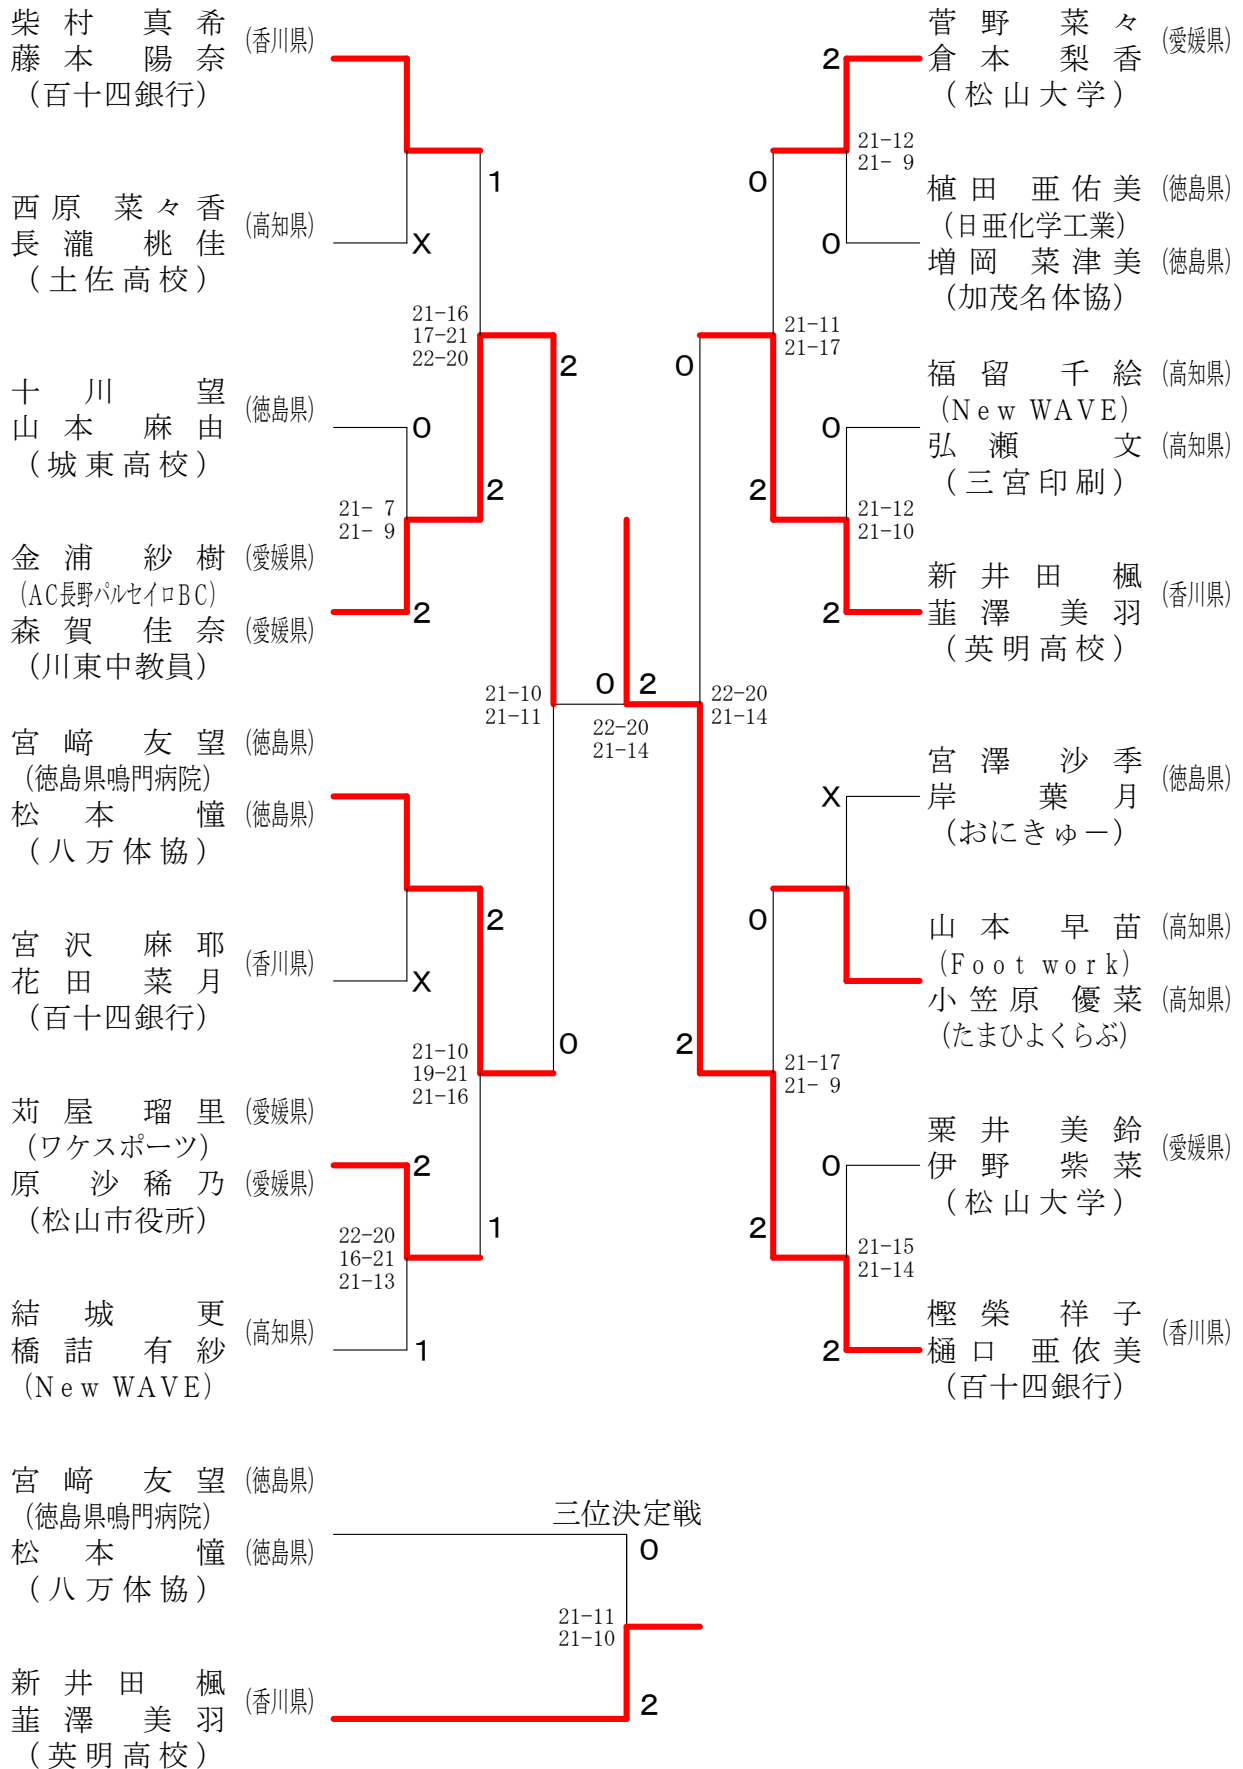 柴村 真希
藤本 陽奈
(香川県)
(百十四銀行)
西原 菜々香
長瀧 桃佳
(高知県)
(土佐高校)
十川 望
山本 麻由
(徳島県)
(城東高校)
金浦 紗樹 (愛媛県)
(AC長野パルセイロBC)
森賀 佳奈 (愛媛県)
(川東中教員)
宮﨑 友望 (徳島県)
(徳島県鳴門病院)
松本 憧 (徳島県)
(八万体協)
宮沢 麻耶
花田 菜月
(香川県)
(百十四銀行)
苅屋 瑠里 (愛媛県)
(ワケスポーツ)
原 沙稀乃 (愛媛県)
(松山市役所)
結城 更
橋詰 有紗
(高知県)
(New WAVE)
1
X
21-16
17-21
22-20
2
0
21- 7
21- 9
2
2
21-10
21-11
2
X
0
21-10
19-21
21-16
2
22-20
16-21
21-13
1
1
0 2
22-20
21-14
菅野 菜々
倉本 梨香
(愛媛県)
(松山大学)
植田 亜佑美 (徳島県)
(日亜化学工業)
増岡 菜津美 (徳島県)
(加茂名体協)
福留 千絵 (高知県)
(New WAVE)
弘瀬 文 (高知県)
(三宮印刷)
新井田 楓
韮澤 美羽
(香川県)
(英明高校)
宮澤 沙季
岸 葉月
(徳島県)
(おにきゅー)
山本 早苗 (高知県)
(Foot work)
小笠原 優菜 (高知県)
(たまひよくらぶ)
粟井 美鈴
伊野 紫菜
(愛媛県)
(松山大学)
樫榮 祥子
樋口 亜依美
(香川県)
(百十四銀行)
2
21-12
21- 9
0
0
21-11
21-17
0
0
2
21-12
21-10
2
22-20
21-14
X
0
2
21-17
21- 9
0
2
21-15
21-14
2
宮﨑 友望 (徳島県)
(徳島県鳴門病院)
松本 憧 (徳島県)
(八万体協)
三位決定戦
0
21-11
21-10
2
新井田 楓
韮澤 美羽
(香川県)
(英明高校)